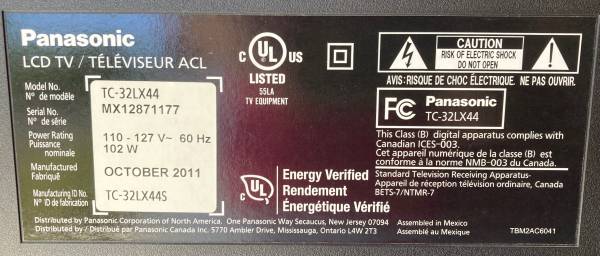 Panasonic
LCD TV / TÉLÉVISEUR ACL
Model No.
Nº de modèle
TC-32LX44
Serial No.
Nº de série
MX12871177
Power Rating
Puissance
nominale
110 - 127 V~ 60 Hz
102 W
Manufactured
Fabriqué
OCTOBER 2011
Manufacturing ID No.
Nº ID de fabrication
TC-32LX44S
C UL US
LISTED
55LA
TV EQUIPMENT
CAUTION
RISK OF ELECTRIC SHOCK
DO NOT OPEN
AVIS: RISQUE DE CHOC ÉLECTRIQUE. NE PAS OUVRIR.
FC Panasonic
TC-32LX44
This Class (B) digital apparatus complies with
Canadian ICES-003.
Cet appareil numérique de la classe (B) est
conforme à la norme NMB-003 du Canada.
Standard Television Receiving Apparatus-
Appareil de réception télévision ordinaire, Canada
BETS-7/NTMR-7
C UL
Energy Verified
Rendement
Énergétique Vérifié
Distributed by Panasonic Corporation of North America. One Panasonic Way Secaucus, New Jersey 07094
Distributed by / Distribué par Panasonic Canada Inc. 5770 Ambler Drive, Mississauga, Ontario L4W 2T3
Assembled in Mexico
Assemblé au Mexique
TBM2AC6041